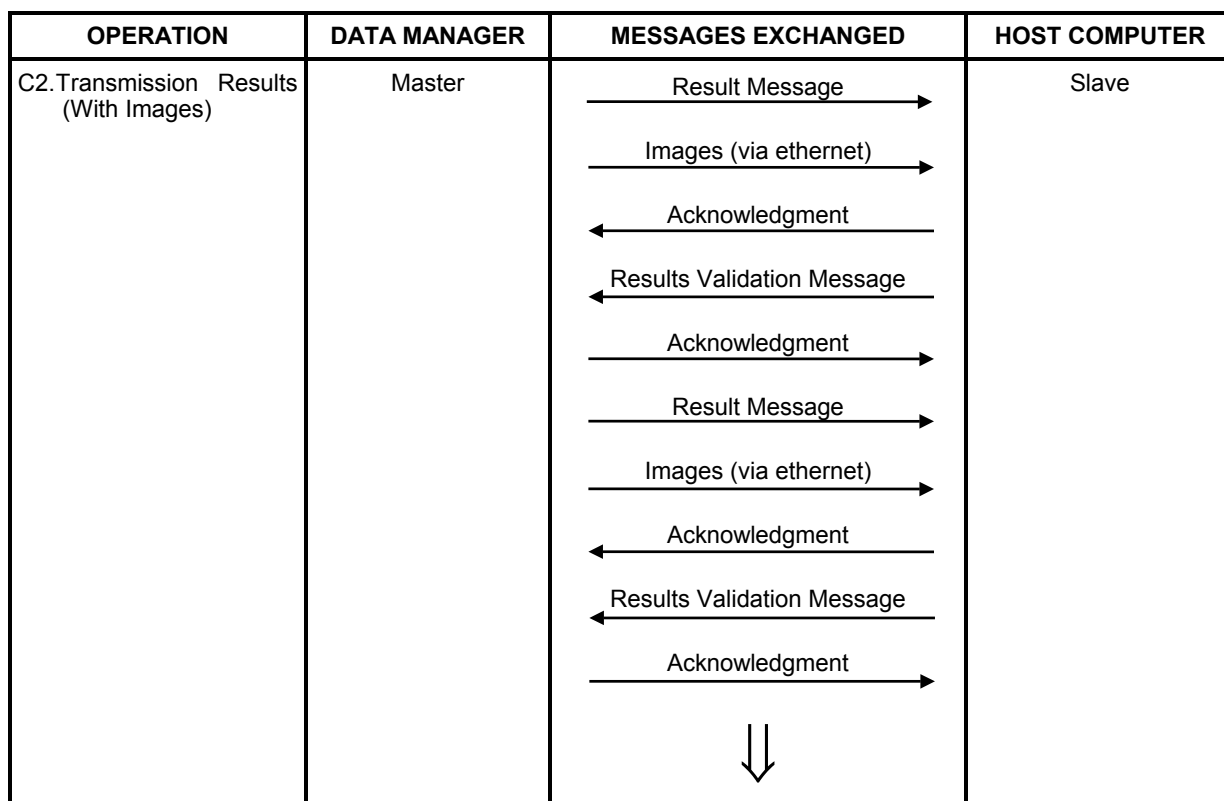 OPERATION DATA MANAGER MESSAGES EXCHANGED HOST COMPUTER
C2.Transmission Results Master Result Message Slave
(With Images)
Images (via ethernet)
Acknowledgment
Results Validation Message
Acknowledgment
Result Message
Images (via ethernet)
Acknowledgment
Results Validation Message
Acknowledgment